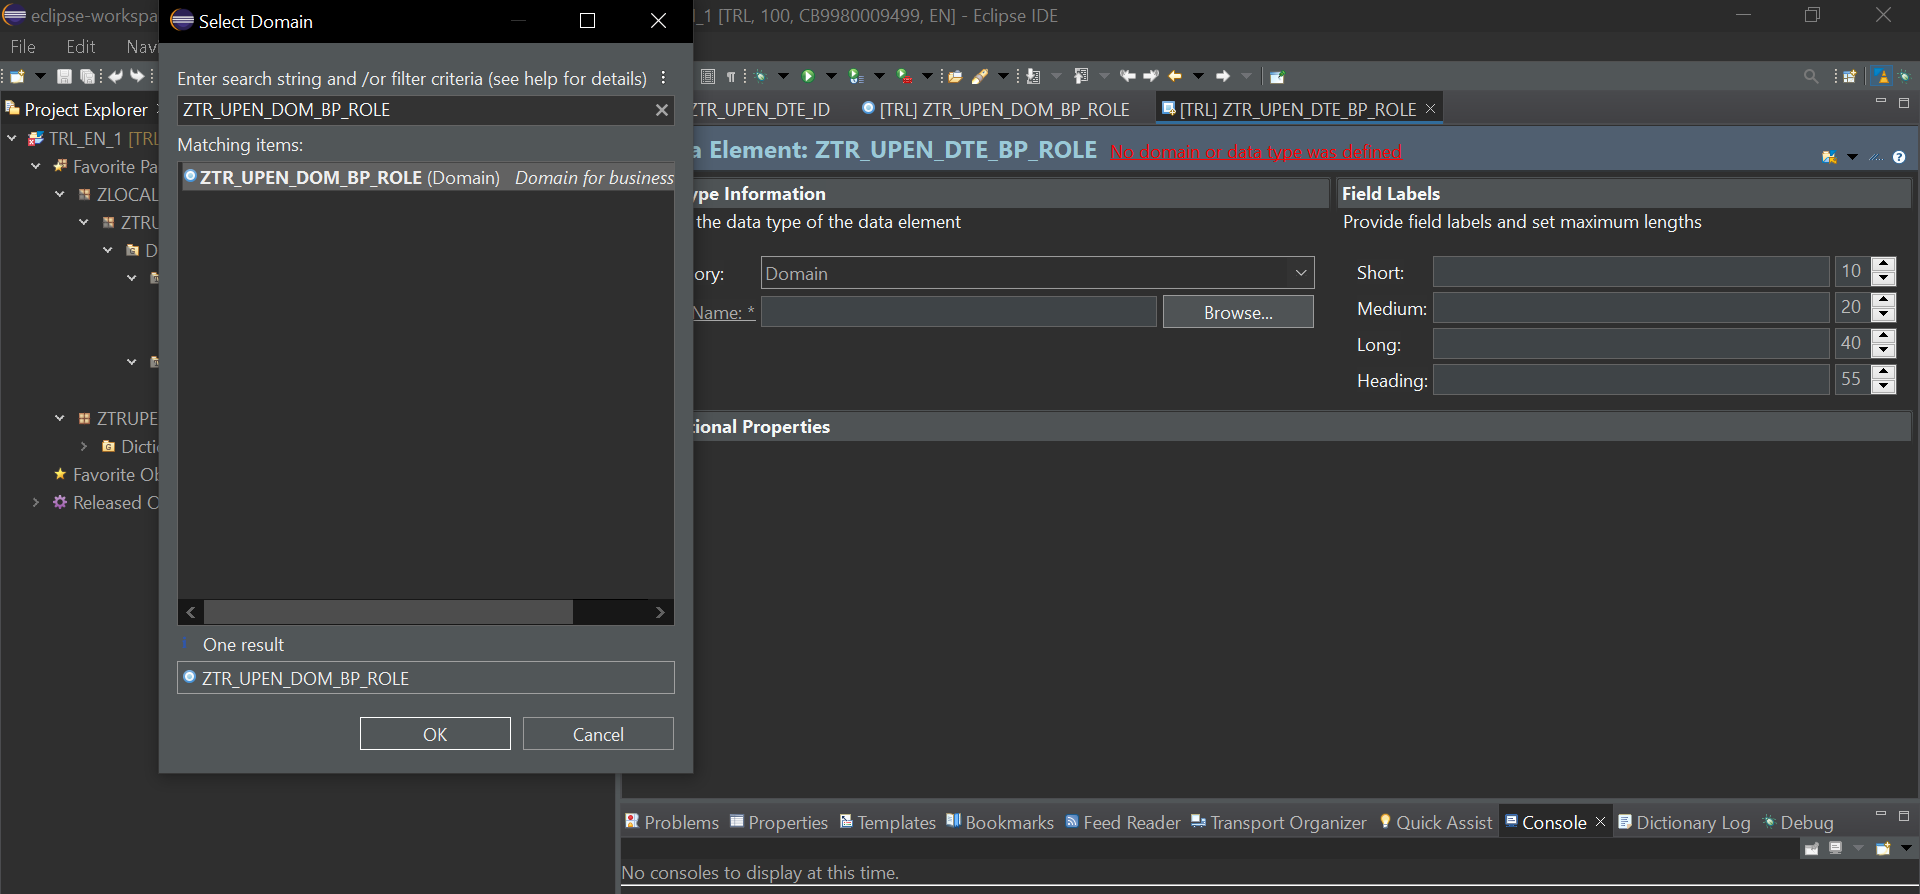 eclipse-workspa
Select Domain
_1 [TRL, 100, CB9980009499, EN] - Eclipse IDE
File Edit Navi
Enter search string and /or filter criteria (see help for details)
ZTR_UPEN_DOM_BP_ROLE
Matching items:
ZTR_UPEN_DOM_BP_ROLE (Domain) Domain for business
One result
ZTR_UPEN_DOM_BP_ROLE
OK Cancel
Project Explorer
TRL_EN_1 [TRL
Favorite Pa
ZLOCAL
ZTRU
D
ZTRUPE
Dictio
Favorite Ob
Released O
ZTR_UPEN_DTE_ID [TRL] ZTR_UPEN_DOM_BP_ROLE [TRL] ZTR_UPEN_DTE_BP_ROLE
a Element: ZTR_UPEN_DTE_BP_ROLE No domain or data type was defined
ype Information
the data type of the data element
ory: Domain
Name: * Browse...
Field Labels
Provide field labels and set maximum lengths
Short: 10
Medium: 20
Long: 40
Heading: 55
tional Properties
Problems Properties Templates Bookmarks Feed Reader Transport Organizer Quick Assist Console Dictionary Log Debug
No consoles to display at this time.